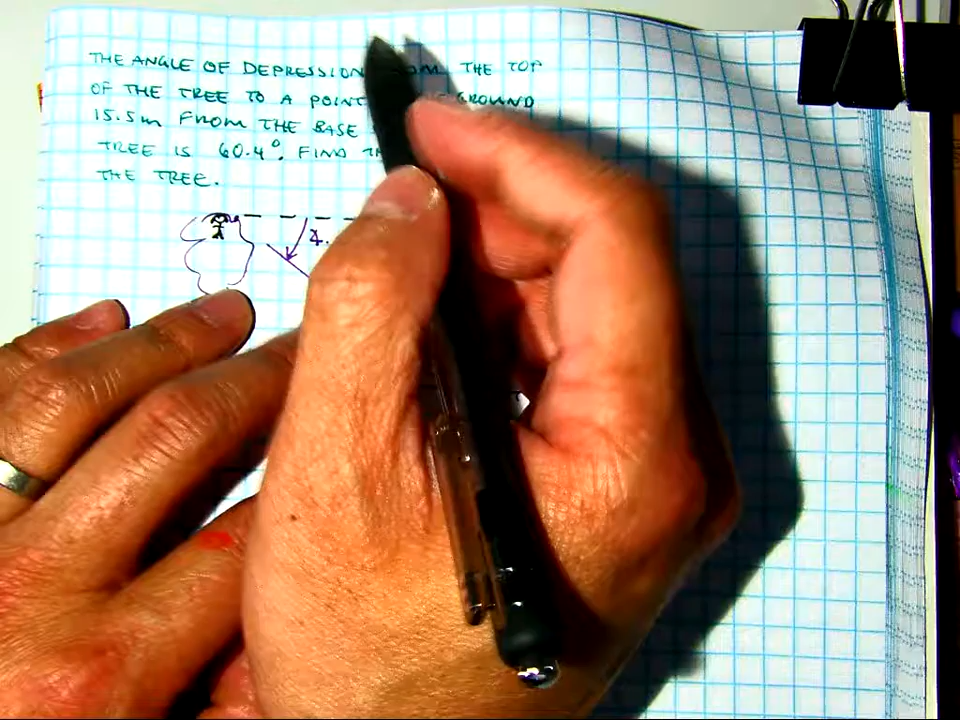 THE ANGLE OF DEPRESSION THE TOP
OF THE TREE TO A POINT GROUND
15.5m FROM THE BASE
TREE IS 60.4°. FIND
THE TREE.